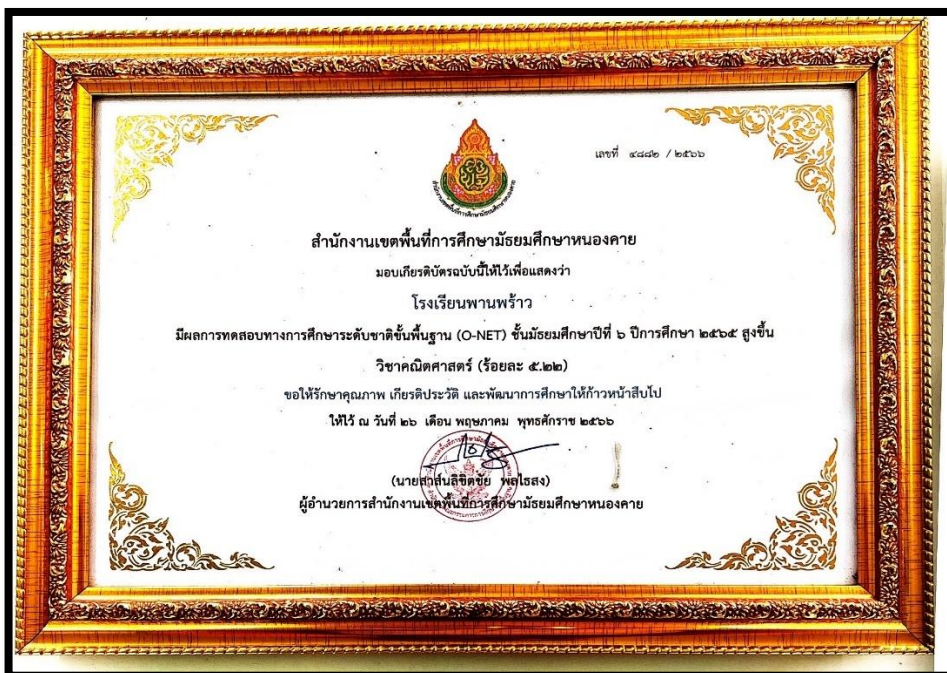 เลขที่ ๔๘๘๒ / ๒๕๖๖
สำนักงานเขตพื้นที่การศึกษามัธยมศึกษาหนองคาย
มอบเกียรติบัตรฉบับนี้ให้ไว้เพื่อแสดงว่า
โรงเรียนพานพร้าว
มีผลการทดสอบทางการศึกษาระดับชาติขั้นพื้นฐาน (O-NET) ชั้นมัธยมศึกษาปีที่ ๖ ปีการศึกษา ๒๕๖๕ สูงขึ้น
วิชาคณิตศาสตร์ (ร้อยละ ๕.๒๒)
ขอให้รักษาคุณภาพ เกียรติประวัติ และพัฒนาการศึกษาให้ก้าวหน้าสืบไป
ให้ไว้ ณ วันที่ ๒๖ เดือน พฤษภาคม พุทธศักราช ๒๕๖๖
(นายสาส์นลิขิตชัย พลไธสง)
ผู้อำนวยการสำนักงานเขตพื้นที่การศึกษามัธยมศึกษาหนองคาย